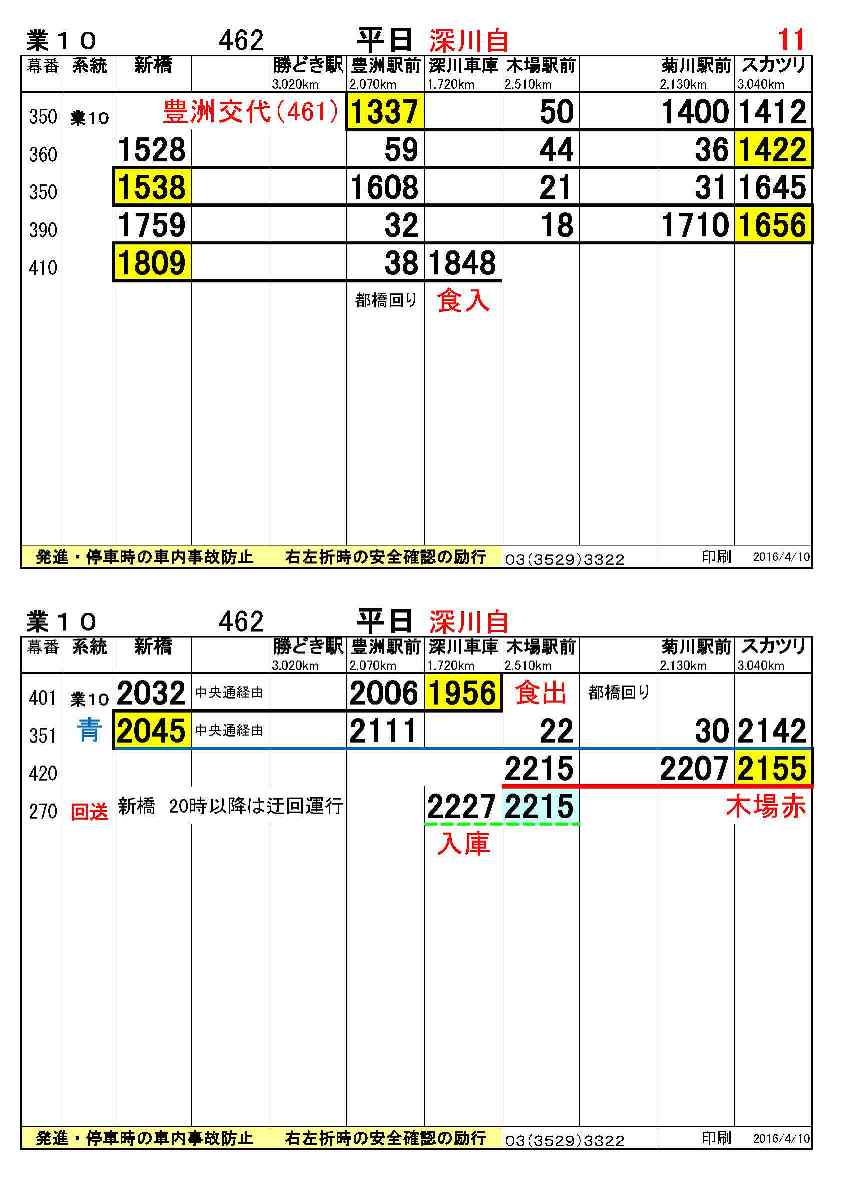 業１０ 462 平日 深川自 11
幕番 系統 新橋 勝どき駅 豊洲駅前 深川車庫 木場駅前 菊川駅前 スカツリ
3.020km 2.070km 1.720km 2.510km 2.130km 3.040km
350 業10 豊洲交代(461) 1337 50 1400 1412
360 1528 59 44 36 1422
350 1538 1608 21 31 1645
390 1759 32 18 1710 1656
410 1809 38 1848
都橋回り 食入
発進・停車時の車内事故防止 右左折時の安全確認の励行 03(3529)3322 印刷 2016/4/10
業１０ 462 平日 深川自
幕番 系統 新橋 勝どき駅 豊洲駅前 深川車庫 木場駅前 菊川駅前 スカツリ
3.020km 2.070km 1.720km 2.510km 2.130km 3.040km
401 業10 2032 中央通経由 2006 1956 食出 都橋回り
351 青 2045 中央通経由 2111 22 30 2142
420 2215 2207 2155
270 回送 新橋 20時以降は迂回運行 2227 2215 木場赤
入庫
発進・停車時の車内事故防止 右左折時の安全確認の励行 03(3529)3322 印刷 2016/4/10